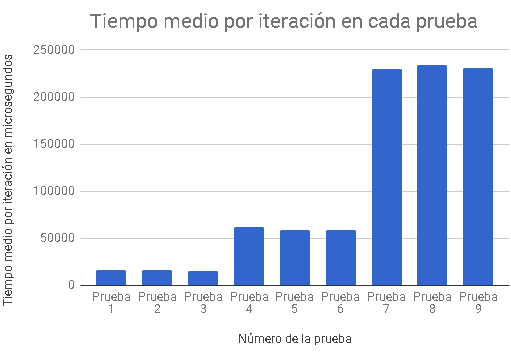 Tiempo medio por iteración en cada prueba
Tiempo medio por iteración en microsegundos
250000
200000
150000
100000
50000
0
Prueba 1
Prueba 2
Prueba 3
Prueba 4
Prueba 5
Prueba 6
Prueba 7
Prueba 8
Prueba 9
Número de la prueba